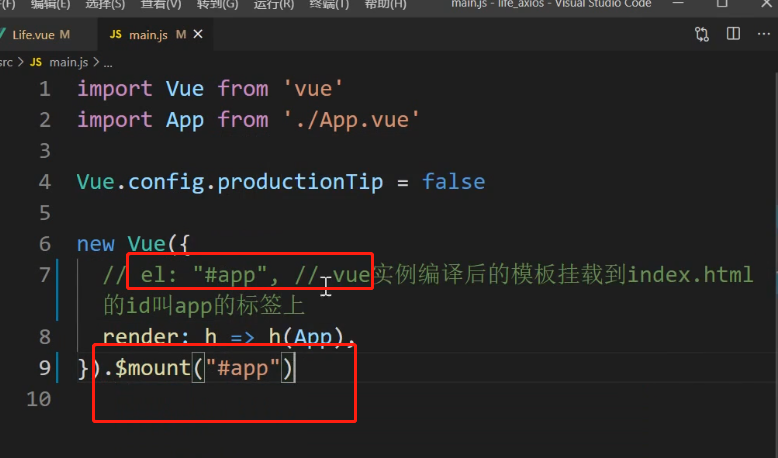 编辑(E) 选择(S) 查看(V) 转到(G) 运行(R) 终端(T) 帮助(H) main.js - life_axios - Visual Studio Code
Life.vue M JS main.js M
src > JS main.js > ...
1 import Vue from 'vue'
2 import App from './App.vue'
3
4 Vue.config.productionTip = false
5
6 new Vue({
7 // el: "#app", // vue实例编译后的模板挂载到index.html
的id叫app的标签上
8 render: h => h(App),
9 }).$mount("#app")
10